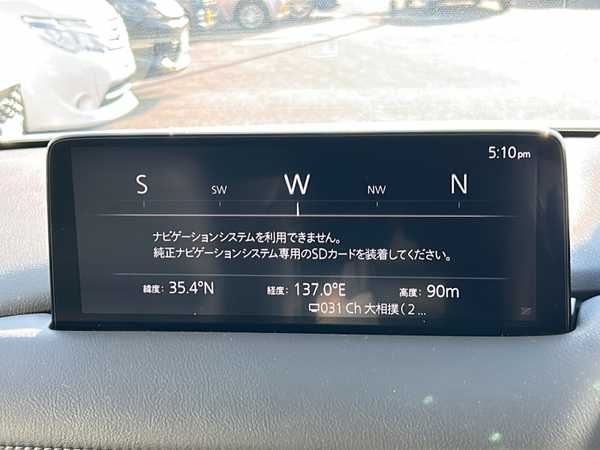 5:10pm
S SW W NW N
ナビゲーションシステムを利用できません。
純正ナビゲーションシステム専用のSDカードを装着してください。
緯度: 35.4°N 経度: 137.0°E 高度: 90m
031 Ch 大相撲(2...